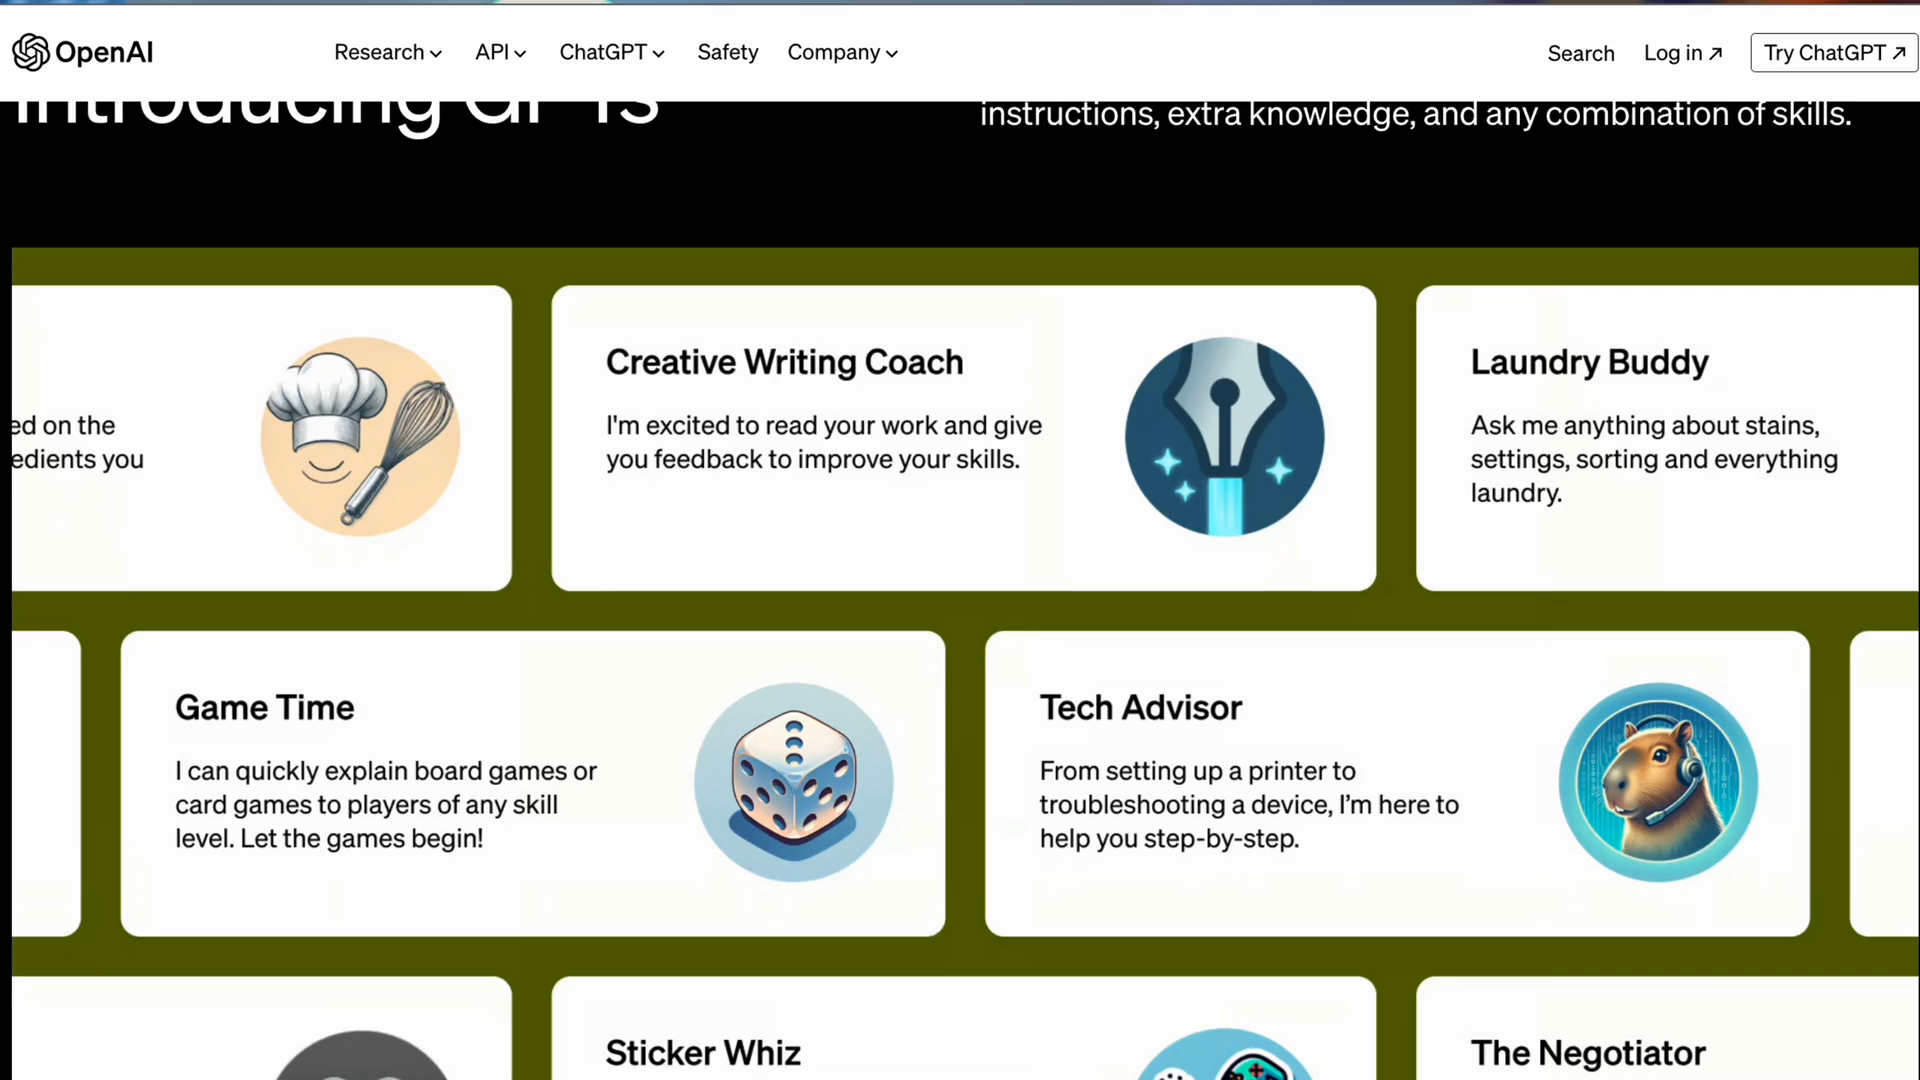 OpenAI
Research
API
ChatGPT
Safety
Company
Search
Log in ↗
Try ChatGPT ↗
Introducing GPTs
instructions, extra knowledge, and any combination of skills.
ed on the
edients you
Creative Writing Coach
I'm excited to read your work and give
you feedback to improve your skills.
Laundry Buddy
Ask me anything about stains,
settings, sorting and everything
laundry.
Game Time
I can quickly explain board games or
card games to players of any skill
level. Let the games begin!
Tech Advisor
From setting up a printer to
troubleshooting a device, I’m here to
help you step-by-step.
Sticker Whiz
The Negotiator